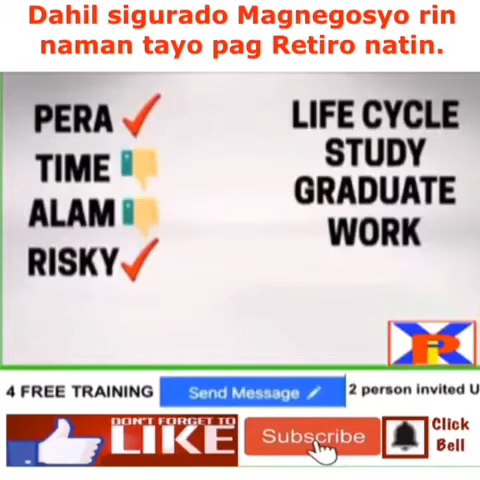 Dahil sigurado Magnegosyo rin
naman tayo pag Retiro natin.
PERA
TIME
ALAM
RISKY
LIFE CYCLE
STUDY
GRADUATE
WORK
4 FREE TRAINING
Send Message
2 person invited U
DON'T FORGET TO
LIKE
Subscribe
Click
Bell